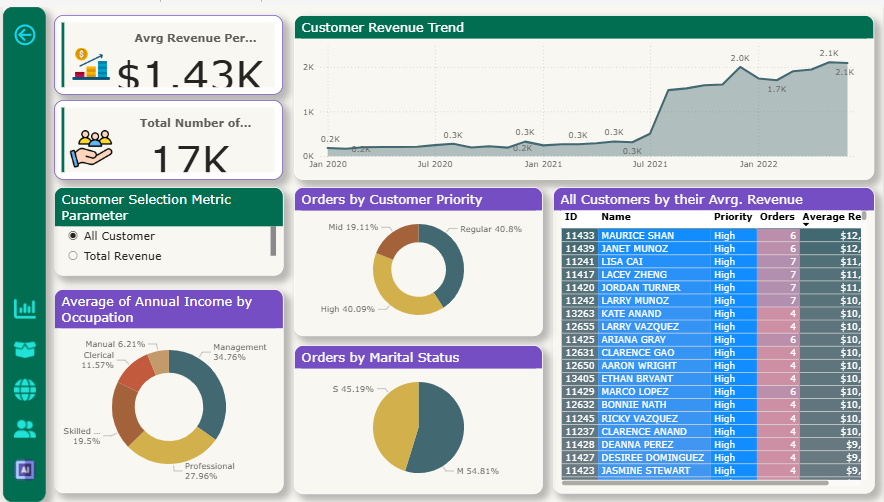 Avrg Revenue Per...
$1.43K
Total Number of...
17K
Customer Selection Metric
Parameter
All Customer
Total Revenue
Average of Annual Income by
Occupation
Manual 6.21%
Clerical
11.57%
Management
34.76%
Skilled ...
19.5%
Professional
27.96%
Customer Revenue Trend
2K
1K
0K
0.2K
0.2K
0.3K
0.3K
0.2K
0.3K
0.3K
0.3K
2.0K
1.7K
2.1K
2.1K
Jan 2020
Jul 2020
Jan 2021
Jul 2021
Jan 2022
Orders by Customer Priority
Mid 19.11%
Regular 40.8%
High 40.09%
Orders by Marital Status
S 45.19%
M 54.81%
All Customers by their Avrg. Revenue
ID Name Priority Orders Average Re
11433 MAURICE SHAN High 6 $12,
11439 JANET MUNOZ High 6 $12,
11241 LISA CAI High 7 $11,
11417 LACEY ZHENG High 7 $11,
11420 JORDAN TURNER High 7 $11,
11242 LARRY MUNOZ High 7 $10,
13263 KATE ANAND High 4 $10,
12655 LARRY VAZQUEZ High 4 $10,
11425 ARIANA GRAY High 6 $10,
12631 CLARENCE GAO High 4 $10,
12650 AARON WRIGHT High 4 $10,
13405 ETHAN BRYANT High 4 $10,
11429 MARCO LOPEZ High 6 $10,
12632 BONNIE NATH High 4 $10,
11245 RICKY VAZQUEZ High 4 $10,
11237 CLARENCE ANAND High 4 $10,
11428 DEANNA PEREZ High 4 $9,
11427 DESIREE DOMINGUEZ High 4 $9,
11423 JASMINE STEWART High 4 $9,
AI